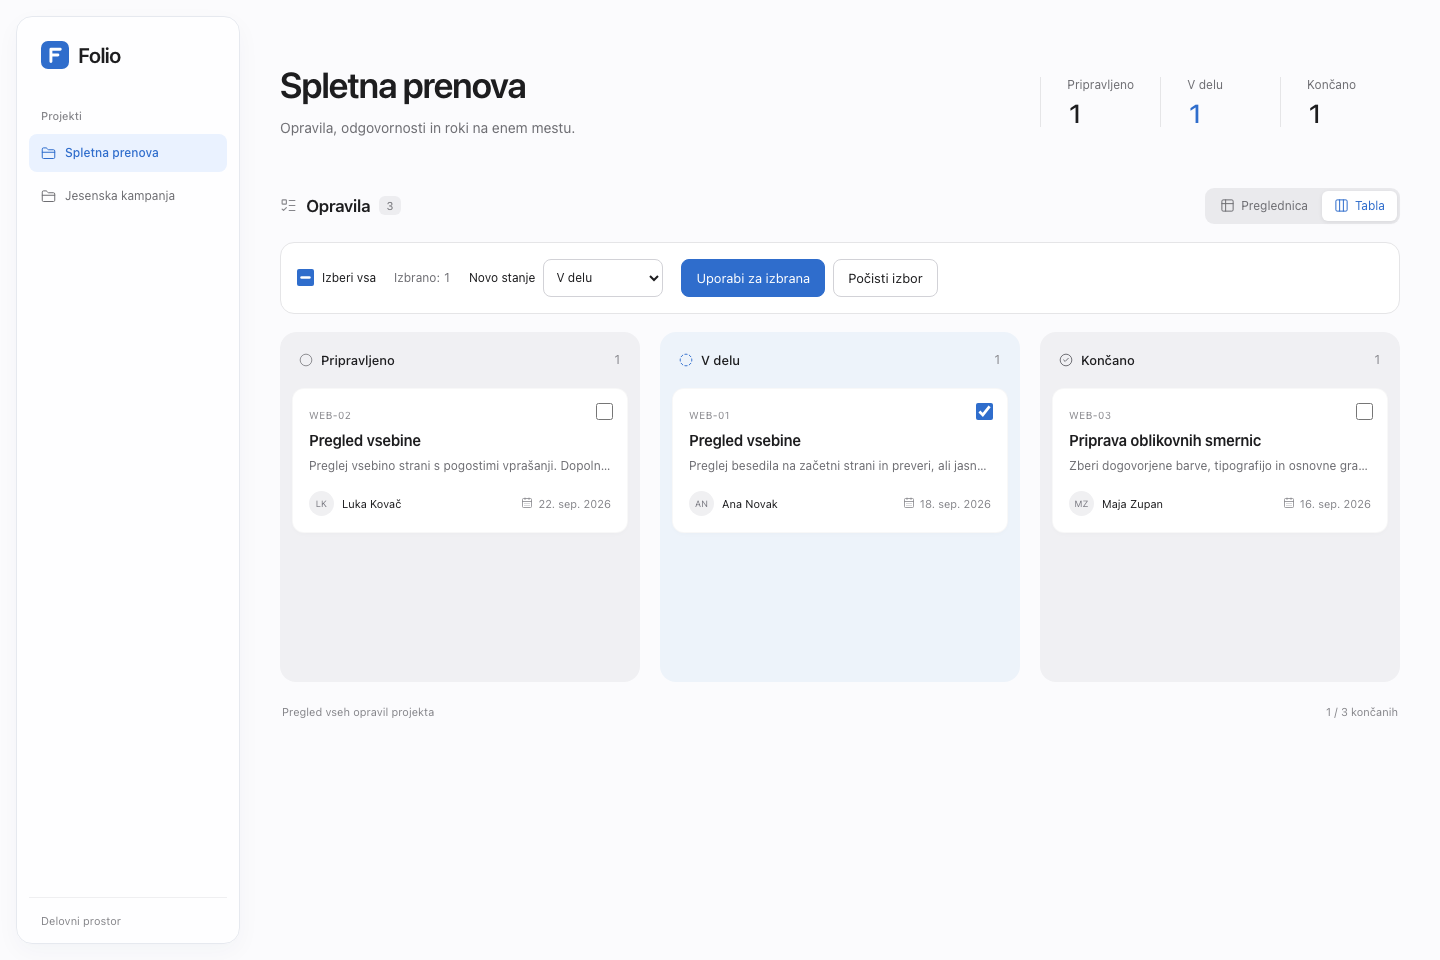 Folio
Projekti
Spletna prenova
Jesenska kampanja
Delovni prostor
Spletna prenova
Opravila, odgovornosti in roki na enem mestu.
Pripravljeno
1
V delu
1
Končano
1
Opravila 3
Preglednica
Tabla
Izberi vsa
Izbrano: 1
Novo stanje
V delu
Uporabi za izbrana
Počisti izbor
Pripravljeno 1
WEB-02
Pregled vsebine
Preglej vsebino strani s pogostimi vprašanji. Dopoln...
LK Luka Kovač 22. sep. 2026
V delu 1
WEB-01
Pregled vsebine
Preglej besedila na začetni strani in preveri, ali jasn...
AN Ana Novak 18. sep. 2026
Končano 1
WEB-03
Priprava oblikovnih smernic
Zberi dogovorjene barve, tipografijo in osnovne gra...
MZ Maja Zupan 16. sep. 2026
Pregled vseh opravil projekta
1 / 3 končanih